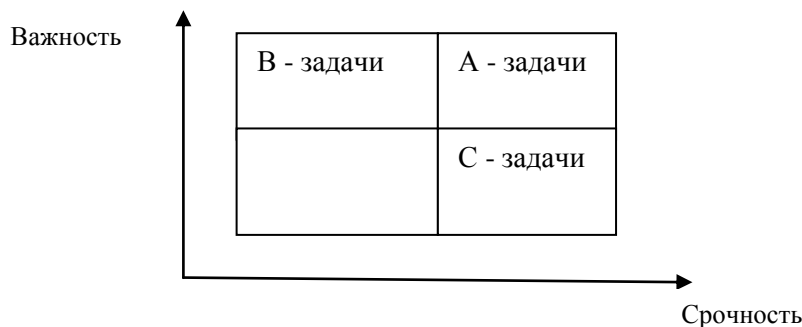 Важность
В - задачи
А - задачи
С - задачи
Срочность